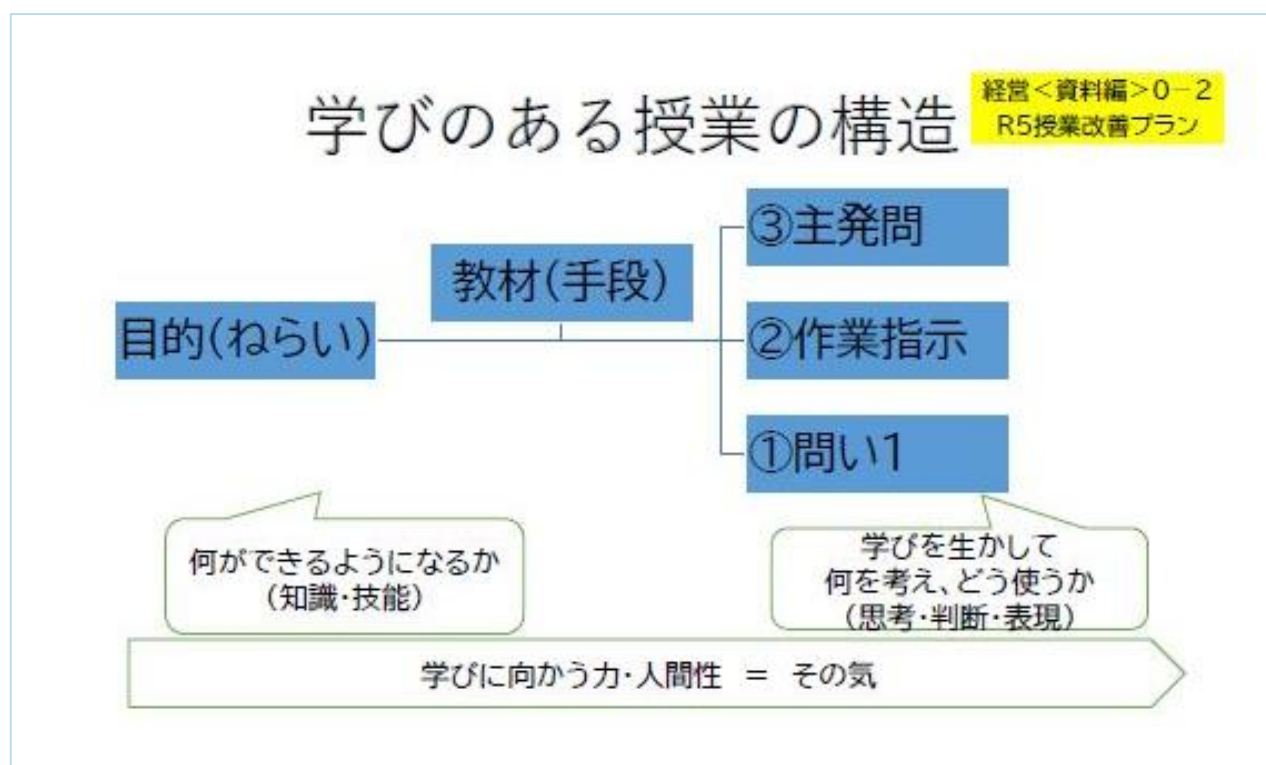 学びのある授業の構造
経営<資料編>0－2
R5授業改善プラン
③主発問
教材(手段)
目的(ねらい)
②作業指示
①問い1
何ができるようになるか
(知識・技能)
学びを生かして
何を考え、どう使うか
(思考・判断・表現)
学びに向かう力・人間性 ＝ その気